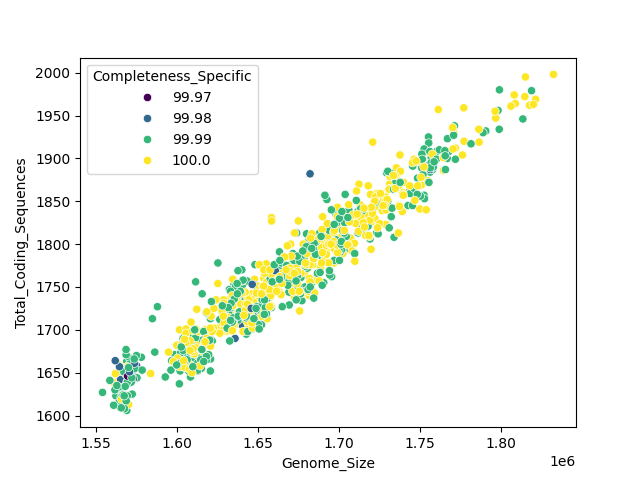 Completeness_Specific
99.97
99.98
99.99
100.0
2000
1950
1900
1850
1800
1750
1700
1650
1600
Total_Coding_Sequences
1.55 1.60 1.65 1.70 1.75 1.80
1e6
Genome_Size